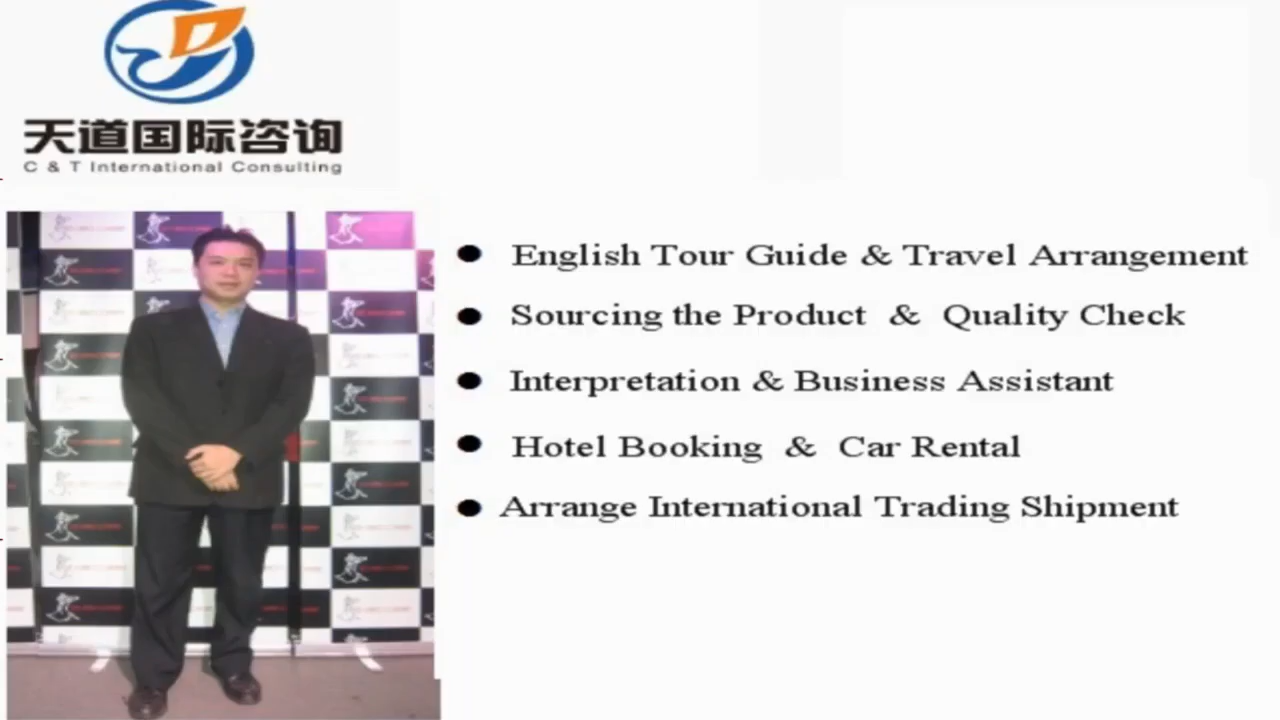 天道国际咨询
C & T International Consulting
● English Tour Guide & Travel Arrangement
● Sourcing the Product & Quality Check
● Interpretation & Business Assistant
● Hotel Booking & Car Rental
● Arrange International Trading Shipment